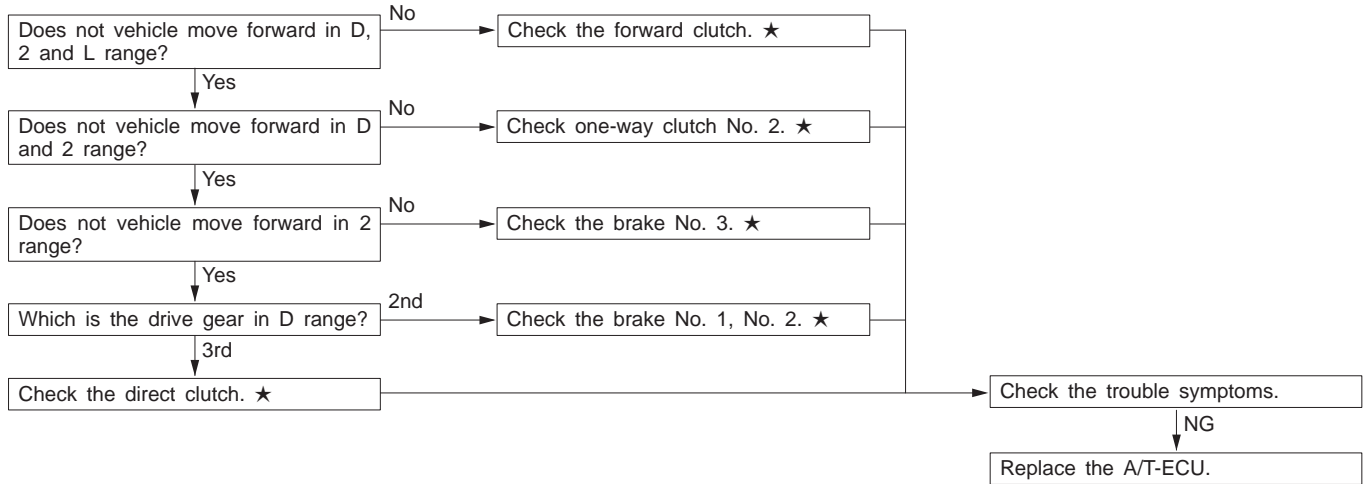 No
Does not vehicle move forward in D,
2 and L range?
Check the forward clutch. ★
Yes
No
Does not vehicle move forward in D
and 2 range?
Check one-way clutch No. 2. ★
Yes
No
Does not vehicle move forward in 2
range?
Check the brake No. 3. ★
Yes
2nd
Which is the drive gear in D range?
Check the brake No. 1, No. 2. ★
3rd
Check the direct clutch. ★
Check the trouble symptoms.
NG
Replace the A/T-ECU.